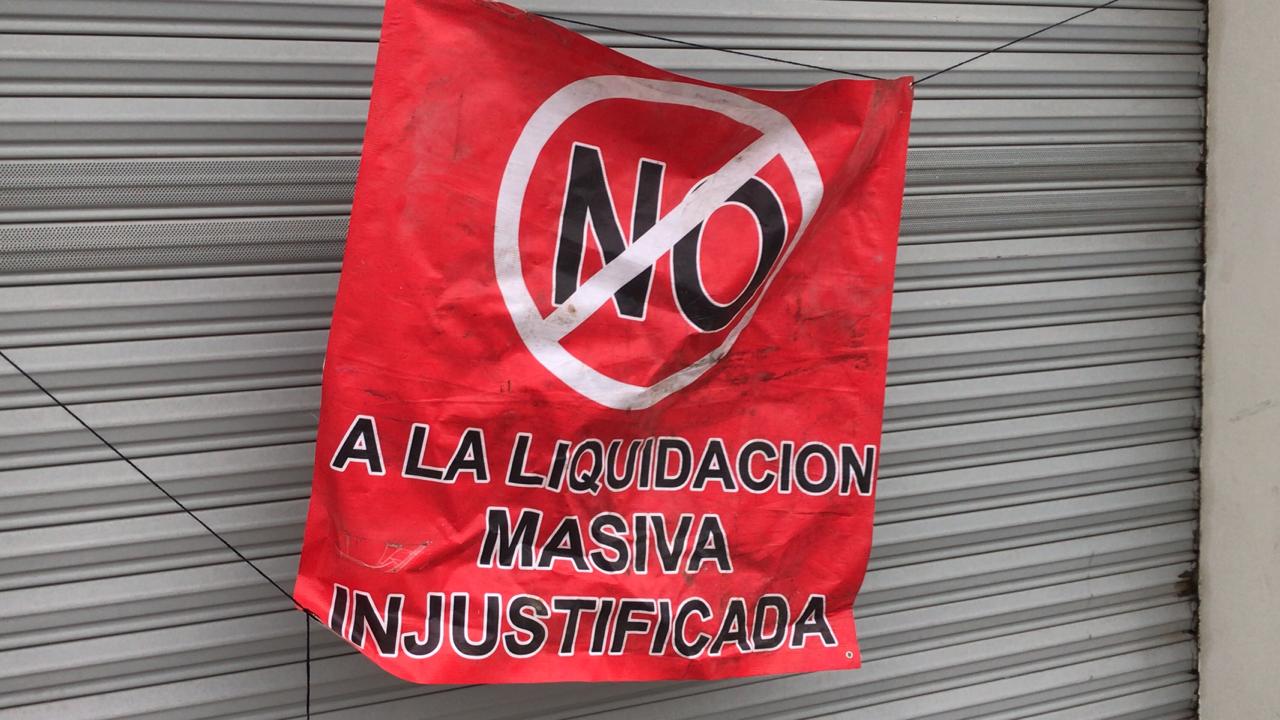 NO
A LA LIQUIDACION
MASIVA
INJUSTIFICADA